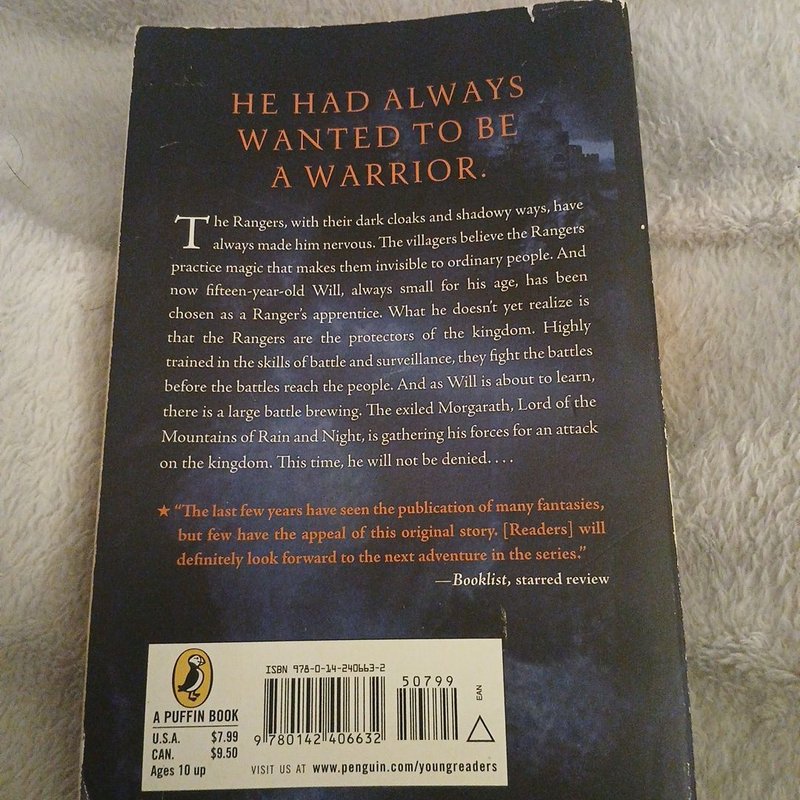 HE HAD ALWAYS
WANTED TO BE
A WARRIOR.
The Rangers, with their dark cloaks and shadowy ways, have
always made him nervous. The villagers believe the Rangers
practice magic that makes them invisible to ordinary people. And
now fifteen-year-old Will, always small for his age, has been
chosen as a Ranger's apprentice. What he doesn't yet realize is
that the Rangers are the protectors of the kingdom. Highly
trained in the skills of battle and surveillance, they fight the battles
before the battles reach the people. And as Will is about to learn,
there is a large battle brewing. The exiled Morgarath, Lord of the
Mountains of Rain and Night, is gathering his forces for an attack
on the kingdom. This time, he will not be denied. . . .
★ “The last few years have seen the publication of many fantasies,
but few have the appeal of this original story. [Readers] will
definitely look forward to the next adventure in the series.”
—Booklist, starred review
A PUFFIN BOOK
U.S.A. $7.99
CAN. $9.50
Ages 10 up
ISBN 978-0-14-240663-2
50799
EAN
9 780142 406632
VISIT US AT www.penguin.com/youngreaders